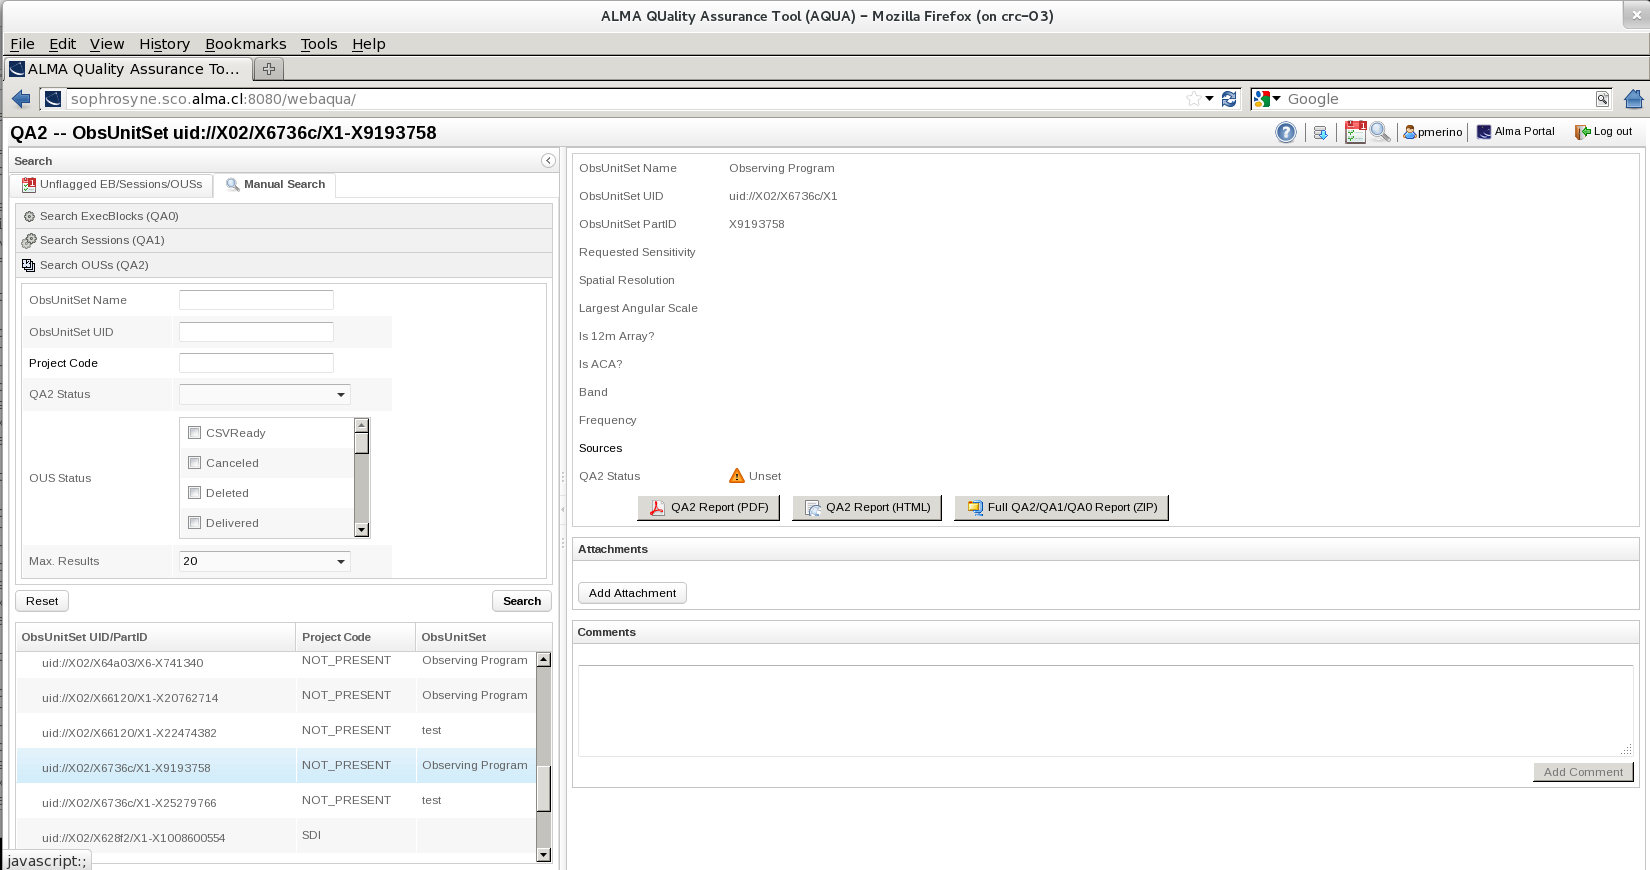 ALMA QUality Assurance Tool (AQUA) – Mozilla Firefox (on crc-03)
File Edit View History Bookmarks Tools Help
ALMA QUality Assurance To...
sophrosyne.sco.alma.cl:8080/webaqua/
Google
QA2 -- ObsUnitSet uid://X02/X6736c/X1-X9193758
pmerino
Alma Portal
Log out
Search
Unflagged EB/Sessions/OUSs
Manual Search
Search ExecBlocks (QA0)
Search Sessions (QA1)
Search OUSs (QA2)
ObsUnitSet Name
ObsUnitSet UID
Project Code
QA2 Status
OUS Status
CSVReady
Canceled
Deleted
Delivered
Max. Results 20
Reset
Search
ObsUnitSet UID/PartID Project Code ObsUnitSet
uid://X02/X64a03/X6-X741340 NOT_PRESENT Observing Program
uid://X02/X66120/X1-X20762714 NOT_PRESENT Observing Program
uid://X02/X66120/X1-X22474382 NOT_PRESENT test
uid://X02/X6736c/X1-X9193758 NOT_PRESENT Observing Program
uid://X02/X6736c/X1-X25279766 NOT_PRESENT test
uid://X02/X628f2/X1-X1008600554 SDI
javascript:;
ObsUnitSet Name Observing Program
ObsUnitSet UID uid://X02/X6736c/X1
ObsUnitSet PartID X9193758
Requested Sensitivity
Spatial Resolution
Largest Angular Scale
Is 12m Array?
Is ACA?
Band
Frequency
Sources
QA2 Status Unset
QA2 Report (PDF)
QA2 Report (HTML)
Full QA2/QA1/QA0 Report (ZIP)
Attachments
Add Attachment
Comments
Add Comment